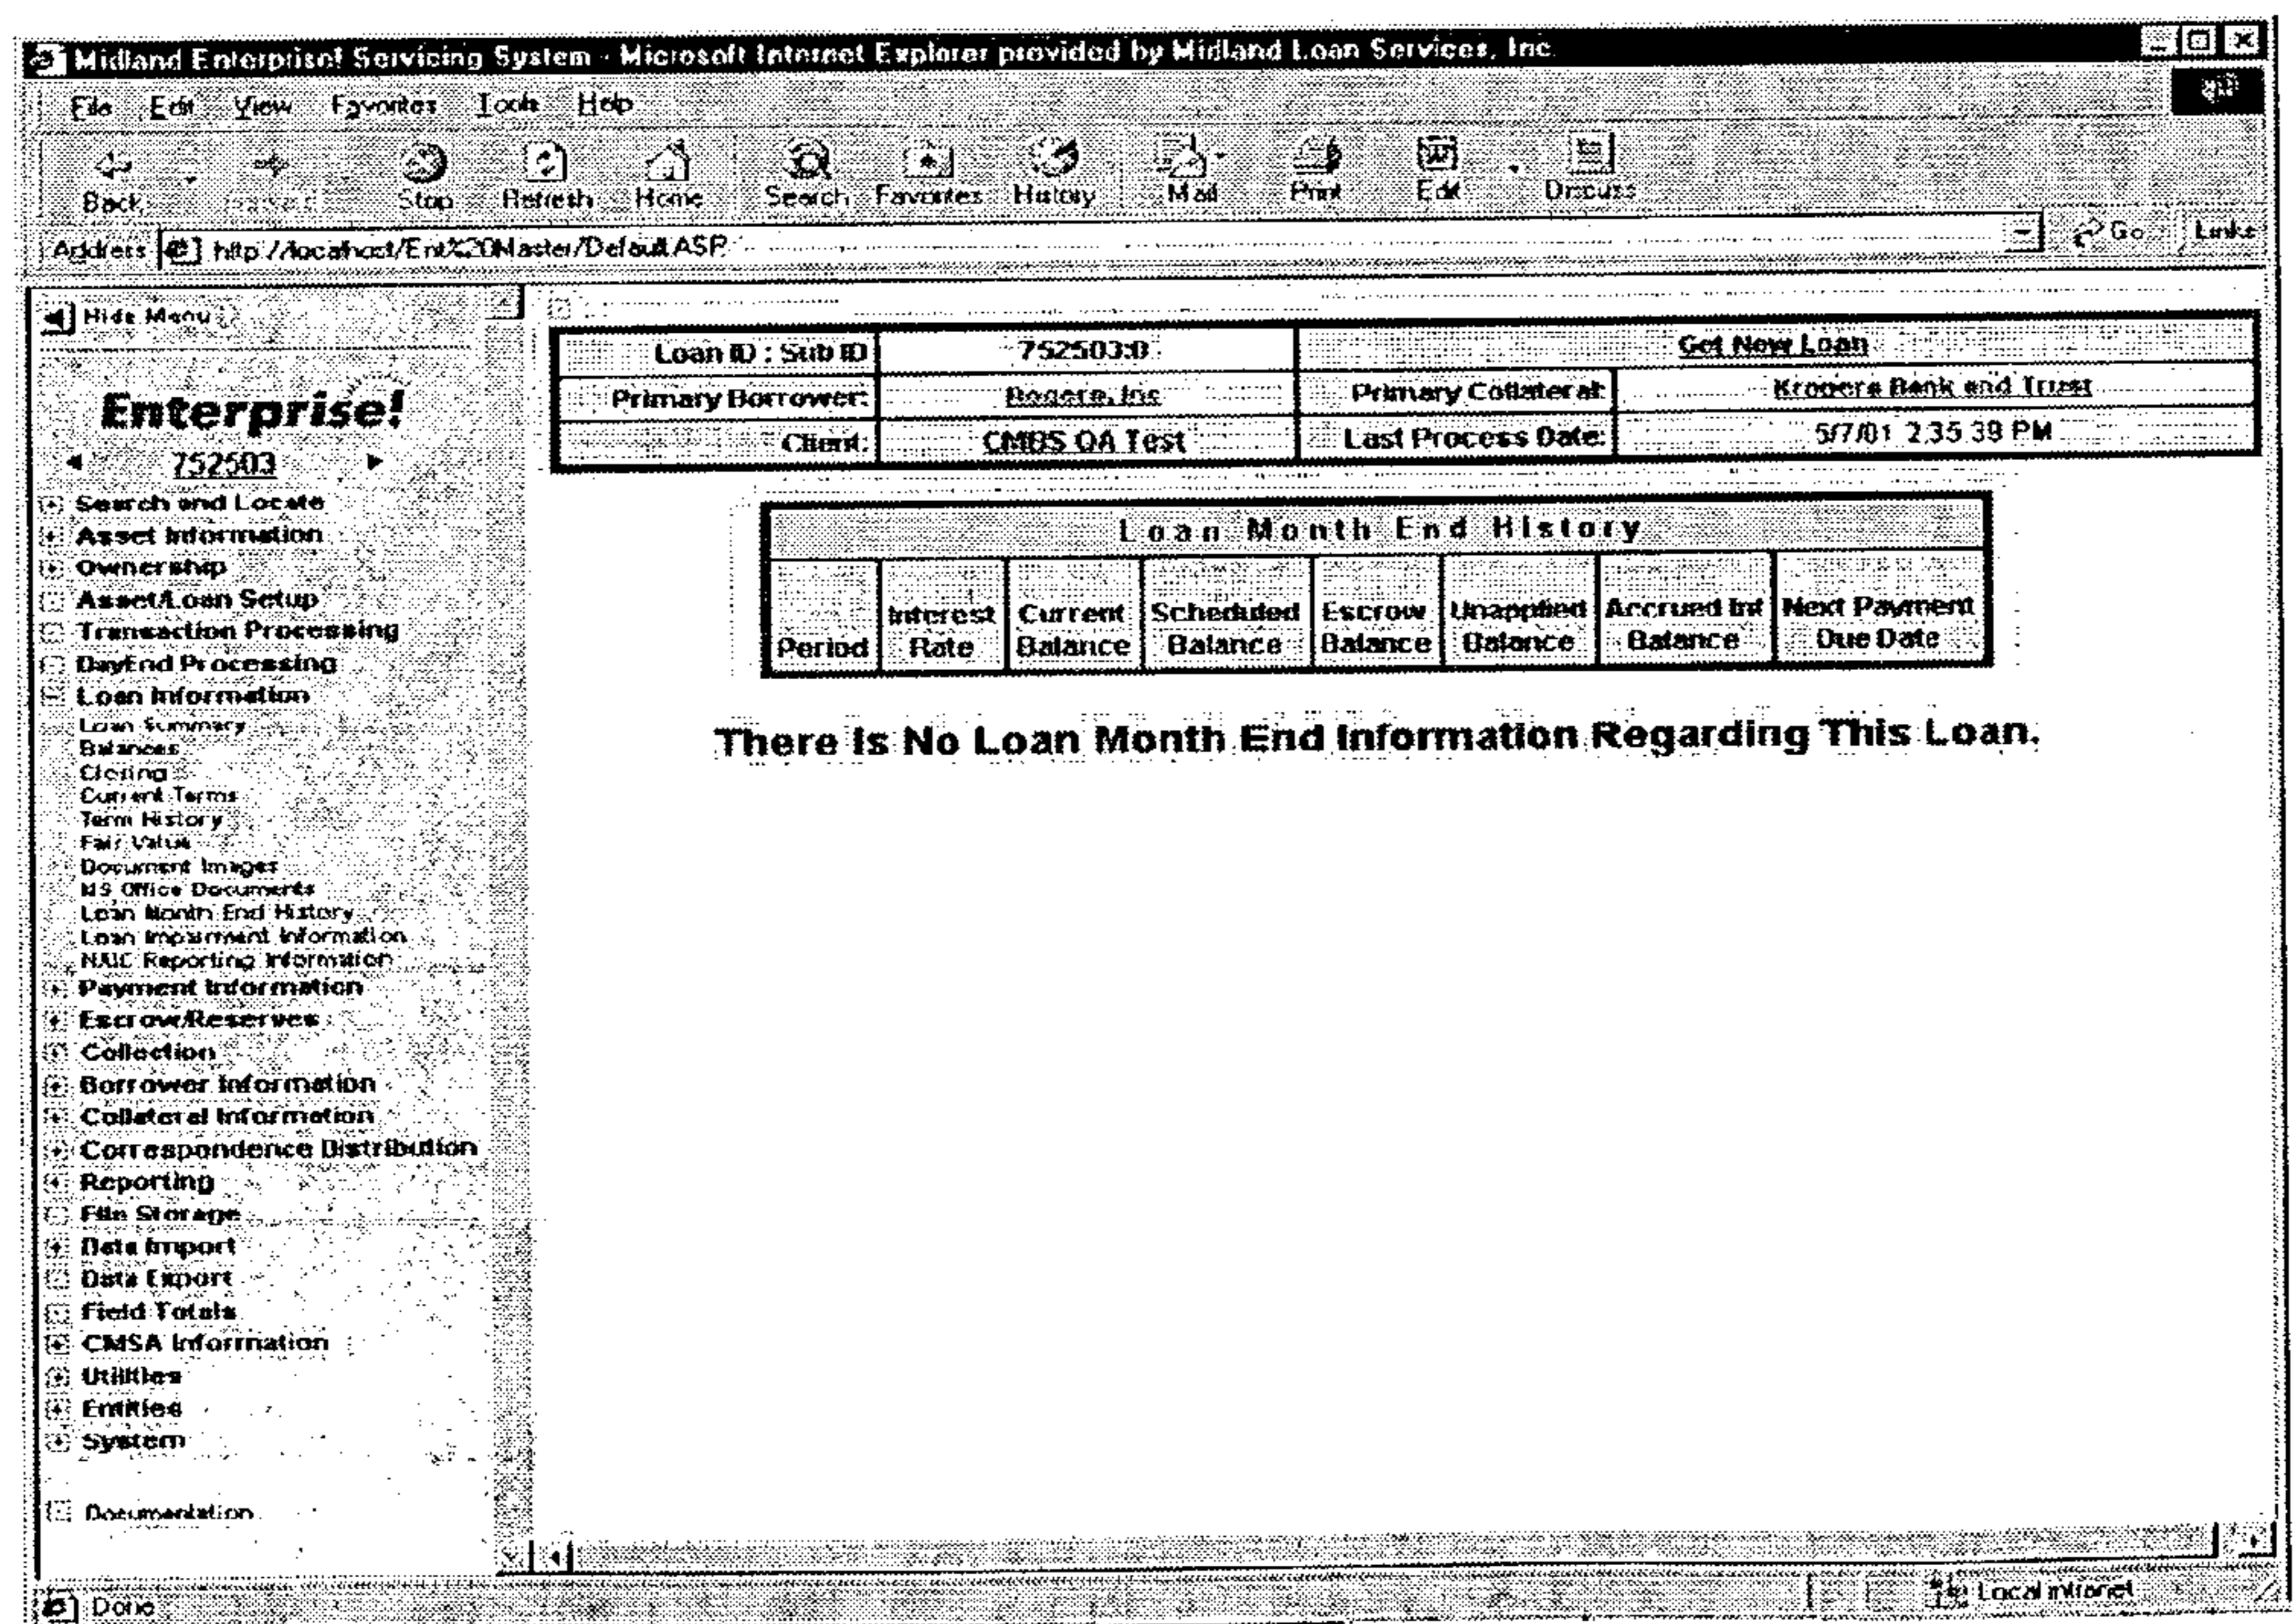 Midland Enterprise! Servicing System - Microsoft Internet Explorer provided by Midland Loan Services, Inc.
File Edit View Favorites Tools Help
Back Stop Refresh Home Search Favorites History Mail Print Edit Discuss
Address http://localhost/Ent%20Master/Default.ASP Go Links
Hide Menu
Enterprise!
752503
Search and Locate
Asset Information
Ownership
Asset/Loan Setup
Transaction Processing
DayEnd Processing
Loan Information
Loan Summary
Balances
Closing
Current Terms
Term History
Fair Value
Document Images
MS Office Documents
Loan Month End History
Loan Impairment Information
NAIC Reporting Information
Payment Information
Escrow/Reserves
Collection
Borrower Information
Collateral Information
Correspondence Distribution
Reporting
File Storage
Data Import
Data Export
Field Totals
CMSA Information
Utilities
Entities
System
Documentation
Loan ID : Sub ID 752503:0 Get New Loan
Primary Borrower: Rogers, Inc Primary Collateral: Krogers Bank and Trust
Client: CMBS QA Test Last Process Date: 5/7/01 2:35:39 PM
Loan Month End History
Period Interest Rate Current Balance Scheduled Balance Escrow Balance Unapplied Balance Accrued Int Balance Next Payment Due Date
There Is No Loan Month End Information Regarding This Loan.
Done Local intranet